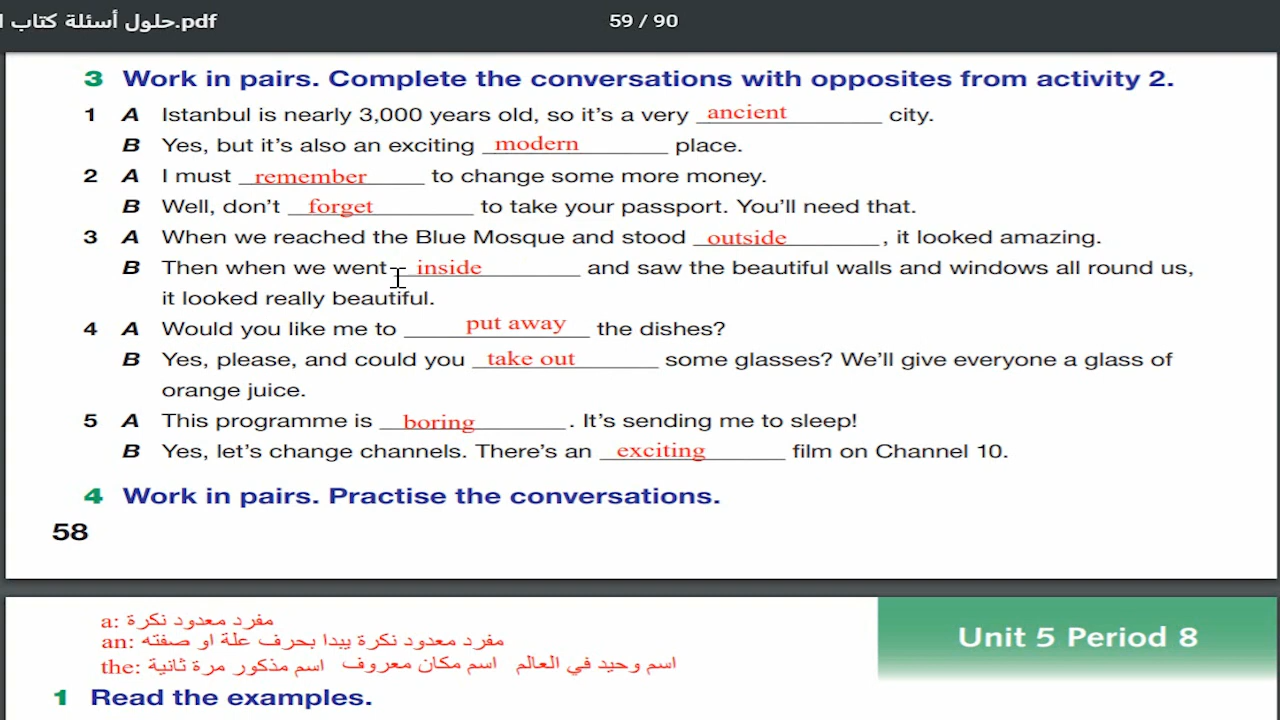 حلول أسئلة كتاب ا.pdf
59 / 90
3 Work in pairs. Complete the conversations with opposites from activity 2.
1 A Istanbul is nearly 3,000 years old, so it's a very ancient city.
B Yes, but it's also an exciting modern place.
2 A I must remember to change some more money.
B Well, don't forget to take your passport. You'll need that.
3 A When we reached the Blue Mosque and stood outside, it looked amazing.
B Then when we went inside and saw the beautiful walls and windows all round us,
it looked really beautiful.
4 A Would you like me to put away the dishes?
B Yes, please, and could you take out some glasses? We'll give everyone a glass of
orange juice.
5 A This programme is boring. It's sending me to sleep!
B Yes, let's change channels. There's an exciting film on Channel 10.
4 Work in pairs. Practise the conversations.
58
a: مفرد معدود نكرة
an: مفرد معدود نكرة يبدا بحرف علة او صفته
the: اسم مذكور مرة ثانية اسم مكان معروف اسم وحيد في العالم
Unit 5 Period 8
1 Read the examples.